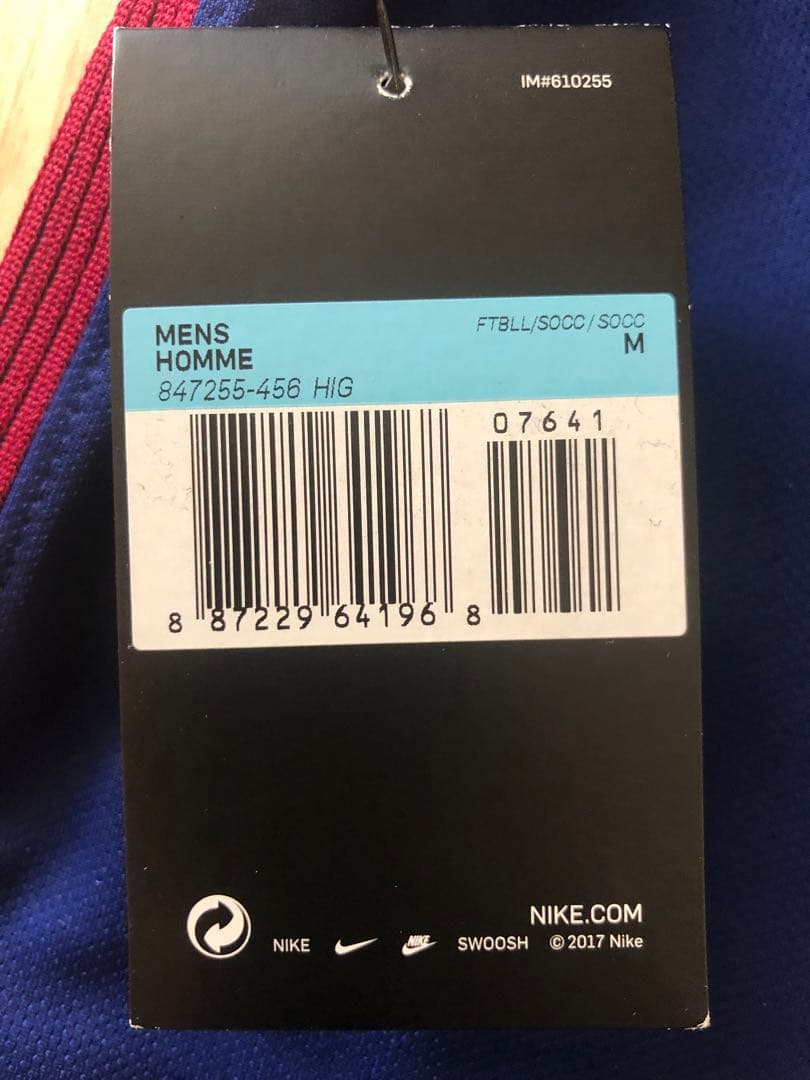 IM#610255
MENS
HOMME
847255-456 HIG
FTBLL/SOCC/SOCC
M
07641
8 87229 64196 8
NIKE.COM
NIKE NIKE SWOOSH © 2017 Nike